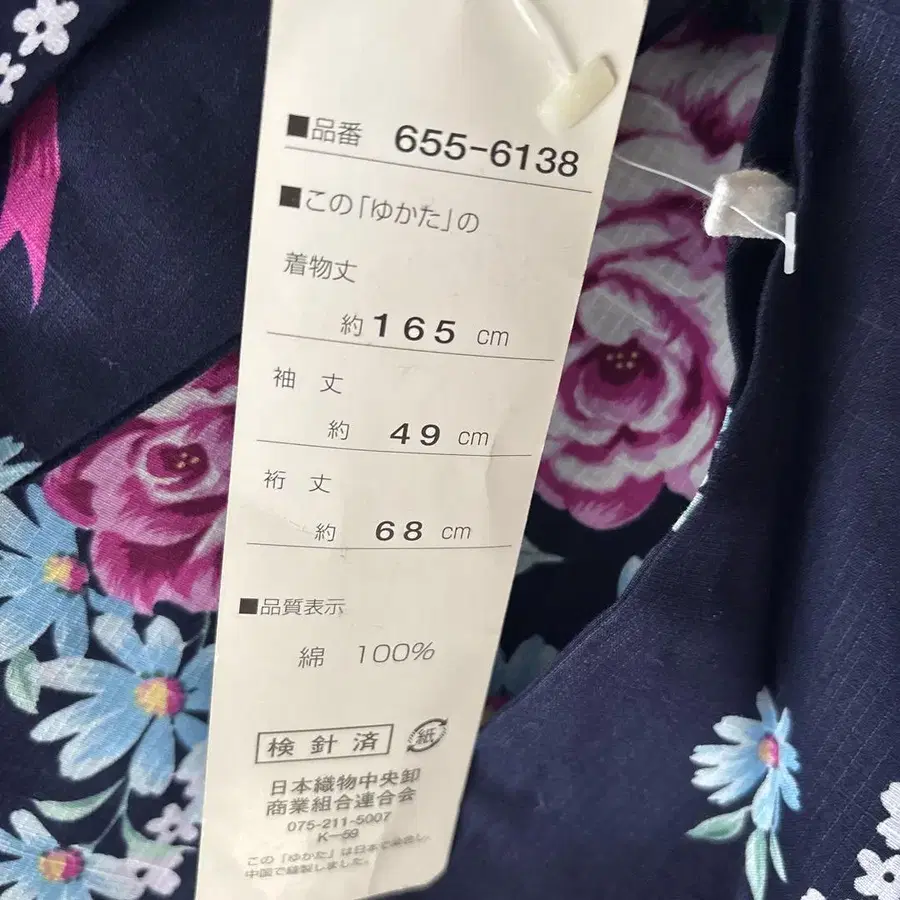 ■品番 655-6138
■この「ゆかた」の
着物丈
約165 cm
袖丈
約 49 cm
裄丈
約 68 cm
■品質表示
綿 100%
検針済 紙
日本織物中央卸
商業組合連合会
075-211-5007
K-59
この「ゆかた」は日本で染色し、
中国で縫製しました。